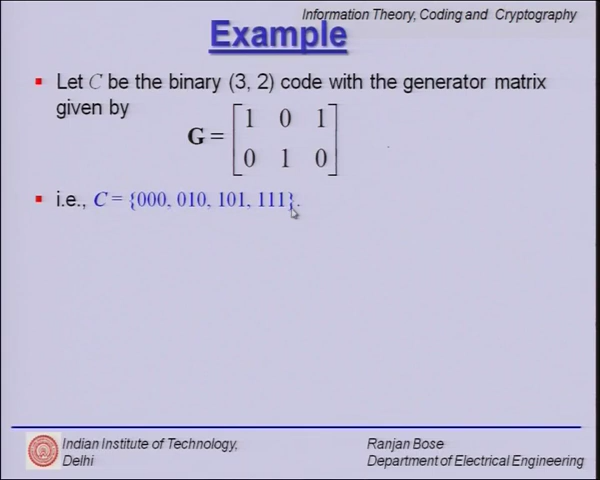 Information Theory, Coding and Cryptography
Example
Let C be the binary (3, 2) code with the generator matrix
given by
G = [1 0 1
0 1 0]
i.e., C = {000, 010, 101, 111}.
Indian Institute of Technology,
Delhi
Ranjan Bose
Department of Electrical Engineering